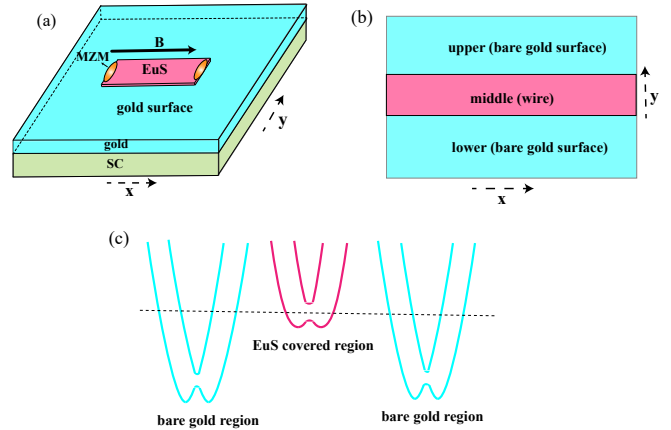 (a)
B
MZM
EuS
gold surface
gold
SC
x
y
(b)
upper (bare gold surface)
middle (wire)
lower (bare gold surface)
y
x
(c)
EuS covered region
bare gold region
bare gold region